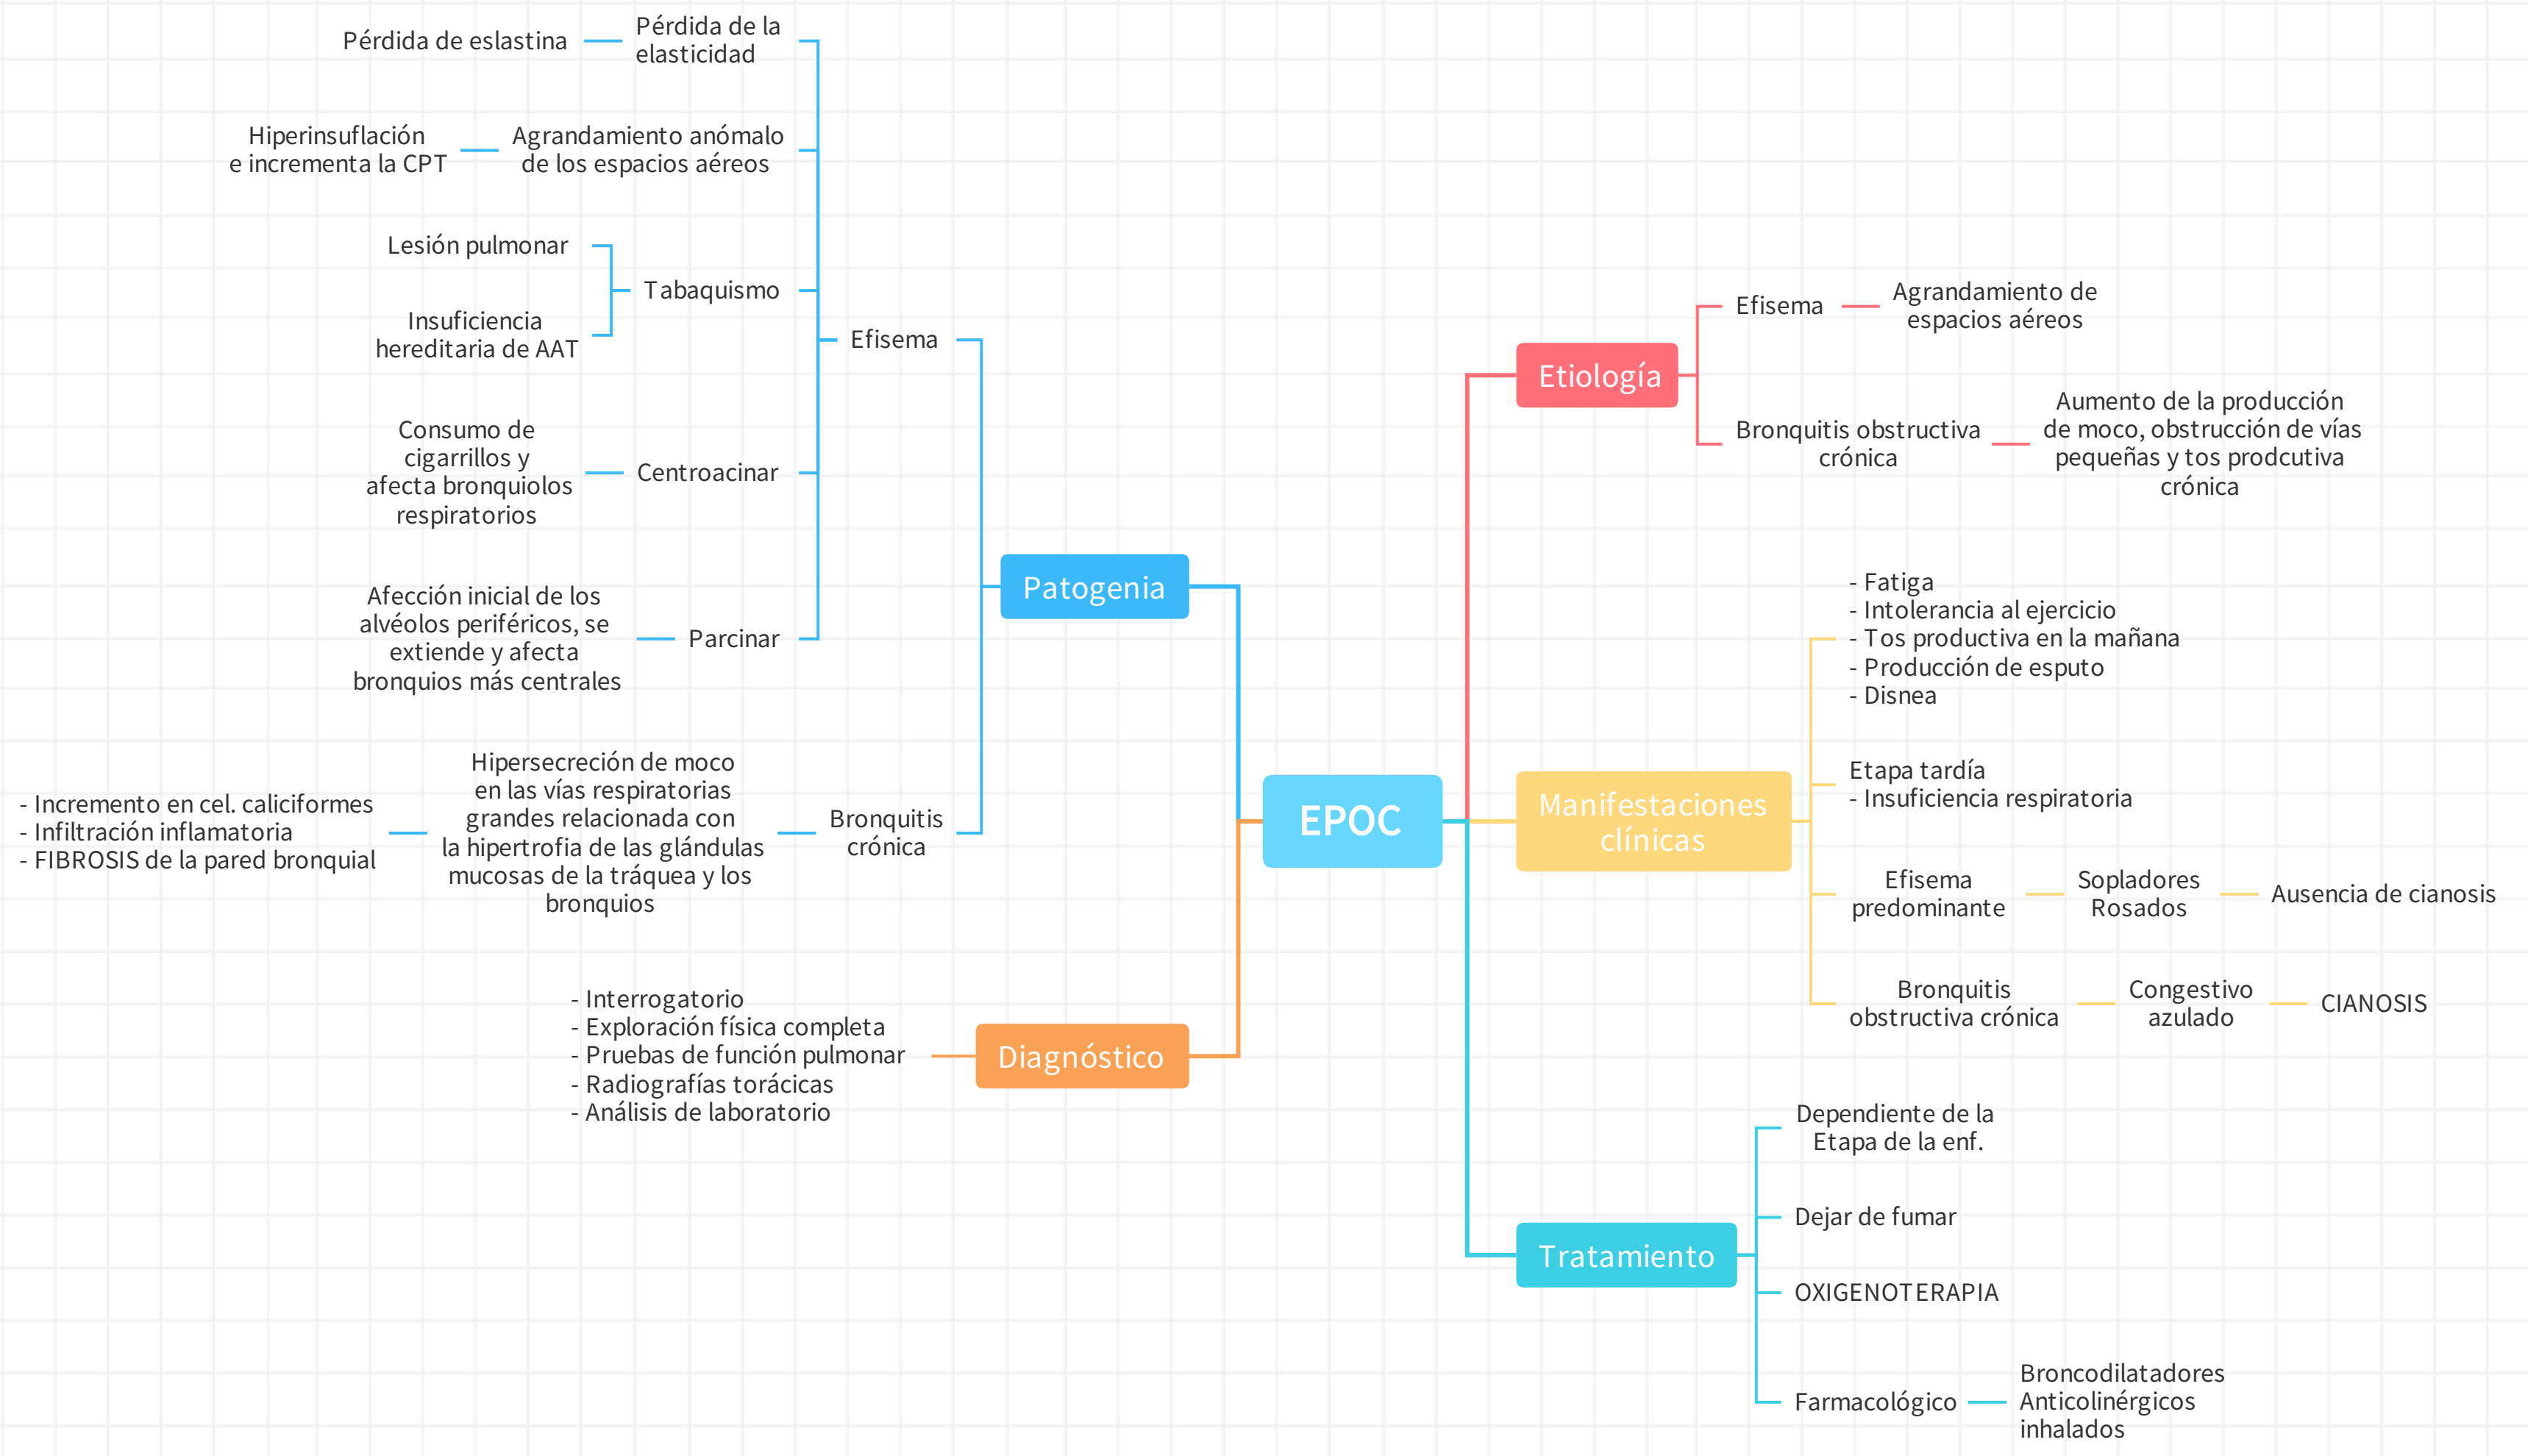 EPOC
Patogenia
Efisema
Pérdida de la
elasticidad
Pérdida de eslastina
Agrandamiento anómalo
de los espacios aéreos
Hiperinsuflación
e incrementa la CPT
Tabaquismo
Lesión pulmonar
Insuficiencia
hereditaria de AAT
Centroacinar
Consumo de
cigarrillos y
afecta bronquiolos
respiratorios
Parcinar
Afección inicial de los
alvéolos periféricos, se
extiende y afecta
bronquios más centrales
Bronquitis
crónica
Hipersecreción de moco
en las vías respiratorias
grandes relacionada con
la hipertrofia de las glándulas
mucosas de la tráquea y los
bronquios
- Incremento en cel. caliciformes
- Infiltración inflamatoria
- FIBROSIS de la pared bronquial
Diagnóstico
- Interrogatorio
- Exploración física completa
- Pruebas de función pulmonar
- Radiografías torácicas
- Análisis de laboratorio
Etiología
Efisema
Agrandamiento de
espacios aéreos
Bronquitis obstructiva
crónica
Aumento de la producción
de moco, obstrucción de vías
pequeñas y tos prodcutiva
crónica
Manifestaciones
clínicas
- Fatiga
- Intolerancia al ejercicio
- Tos productiva en la mañana
- Producción de esputo
- Disnea
Etapa tardía
- Insuficiencia respiratoria
Efisema
predominante
Sopladores
Rosados
Ausencia de cianosis
Bronquitis
obstructiva crónica
Congestivo
azulado
CIANOSIS
Tratamiento
Dependiente de la
Etapa de la enf.
Dejar de fumar
OXIGENOTERAPIA
Farmacológico
Broncodilatadores
Anticolinérgicos
inhalados